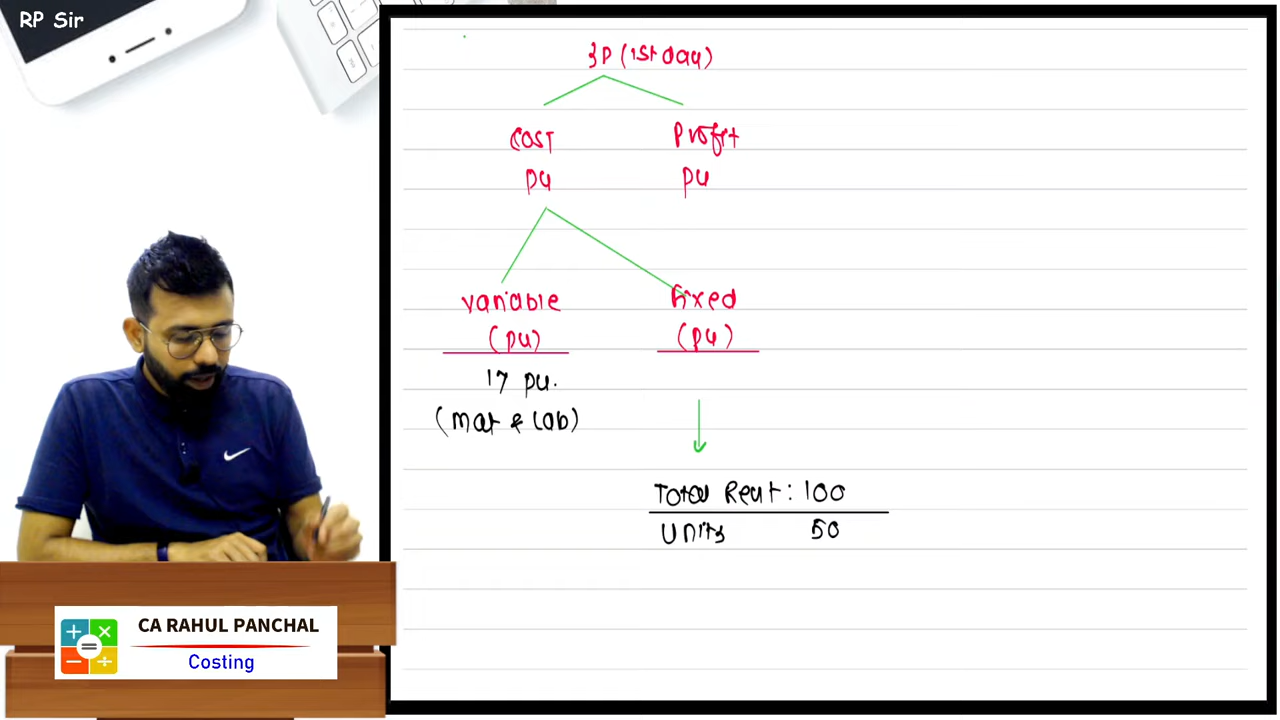 RP Sir
3P (1st day)
Cost Profit
pu pu
variable fixed
(pu) (pu)
17 pu.
(Mat & Lab)
Total Rent: 100
Units 50
CA RAHUL PANCHAL
Costing